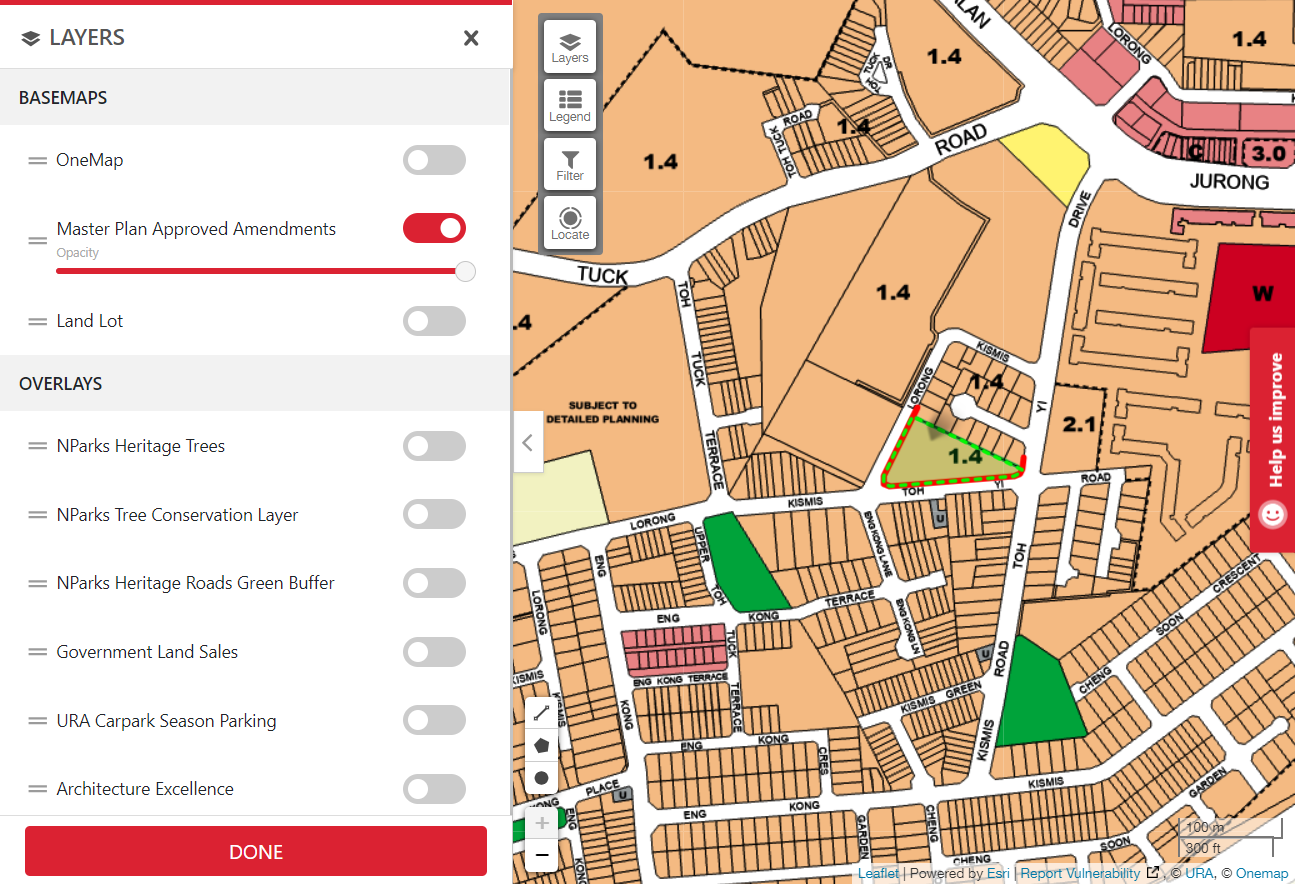 LAYERS
BASEMAPS
OneMap
Master Plan Approved Amendments
Opacity
Land Lot
OVERLAYS
NParks Heritage Trees
NParks Tree Conservation Layer
NParks Heritage Roads Green Buffer
Government Land Sales
URA Carpark Season Parking
Architecture Excellence
DONE
Layers
Legend
Filter
Locate
LORONG
1.4
1.4
TOH TUCK
DR
ROAD
1.4
TOH TUCK
1.4
ROAD
C
3.0
JURONG
DRIVE
TUCK
TOH
1.4
W
.4
KISMIS
TUCK
LORONG
1.4
SUBJECT TO
DETAILED PLANNING
YI
2.1
Help us improve
TERRACE
1.4
TOH
YI
ROAD
KISMIS
LORONG
U
ENG KONG LANE
UPPER
TOH
ENG
TOH
CRESCENT
LORONG
TERRACE
ENG
KONG
ENG KONG LN
SOON
TUCK
U
ROAD
KISMIS
ENG KONG TERRACE
CHENG
KISMIS GREEN
KISMIS
TERRACE
KONG
ENG
KONG
KISMIS
CRES
KISMIS
GARDEN
PLACE
U
KONG
ENG
ENG
KONG
GARDEN
CHENG
SOON
KONG
CHENG
100 m
300 ft
Leaflet | Powered by Esri | Report Vulnerability , © URA, © Onemap